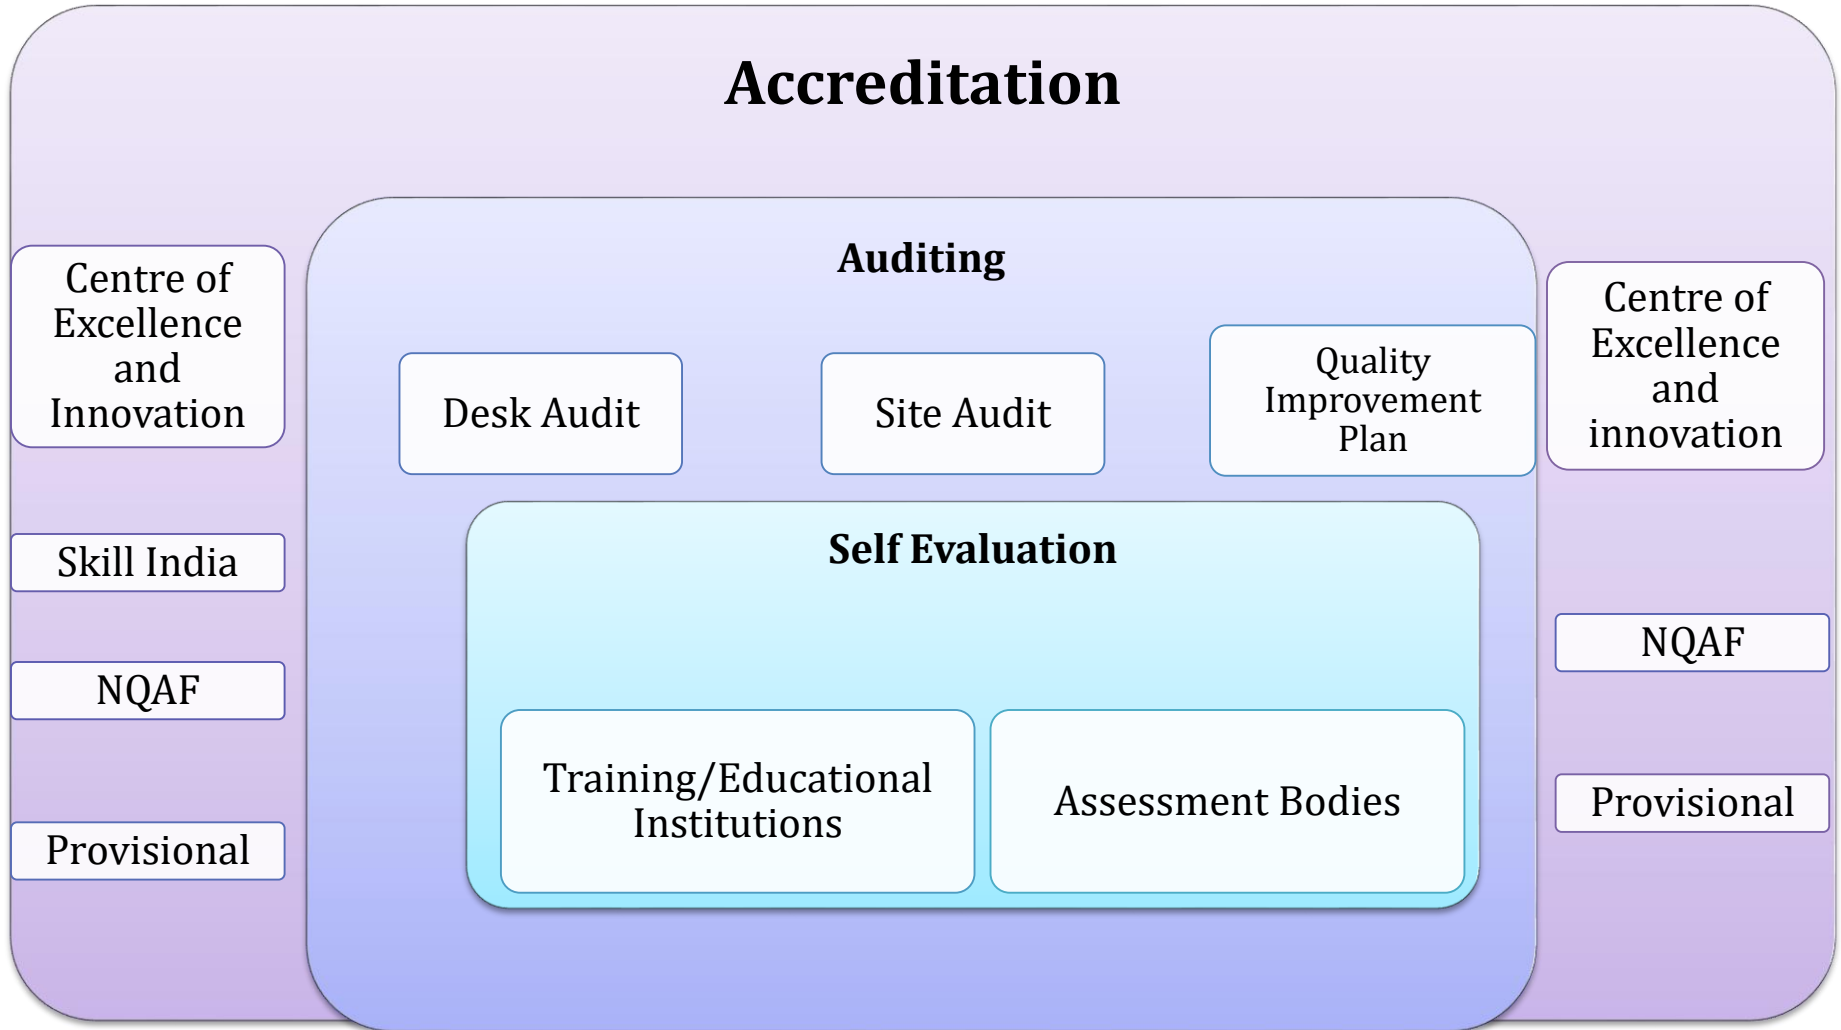 Accreditation
Centre of
Excellence
and
Innovation
Skill India
NQAF
Provisional
Auditing
Desk Audit
Site Audit
Quality
Improvement
Plan
Self Evaluation
Training/Educational
Institutions
Assessment Bodies
Centre of
Excellence
and
innovation
NQAF
Provisional